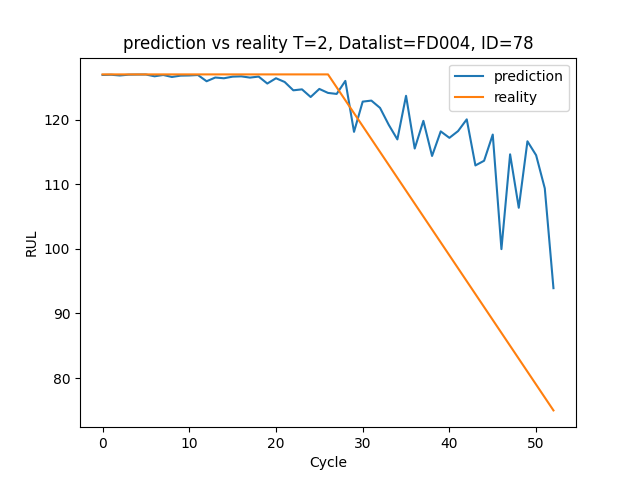 prediction vs reality T=2, Datalist=FD004, ID=78
prediction
reality
120
110
100
90
80
RUL
0 10 20 30 40 50
Cycle